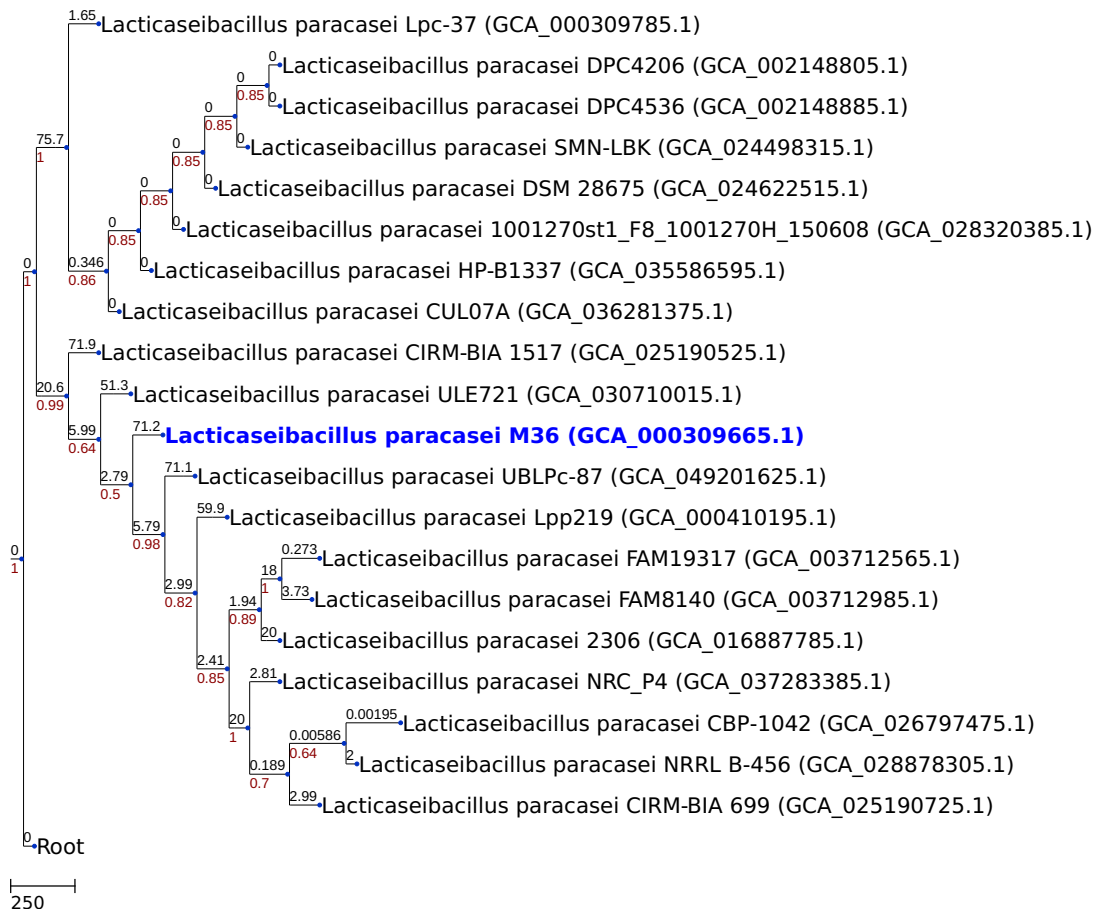 1.65
Lacticaseibacillus paracasei Lpc-37 (GCA_000309785.1)
0
Lacticaseibacillus paracasei DPC4206 (GCA_002148805.1)
0
0.85
0
Lacticaseibacillus paracasei DPC4536 (GCA_002148885.1)
0
0.85
75.7
1
0
Lacticaseibacillus paracasei SMN-LBK (GCA_024498315.1)
0
0.85
0
Lacticaseibacillus paracasei DSM 28675 (GCA_024622515.1)
0
0.85
0
Lacticaseibacillus paracasei 1001270st1_F8_1001270H_150608 (GCA_028320385.1)
0
0.85
0
1
0.346
0.86
0
Lacticaseibacillus paracasei HP-B1337 (GCA_035586595.1)
0
Lacticaseibacillus paracasei CUL07A (GCA_036281375.1)
71.9
Lacticaseibacillus paracasei CIRM-BIA 1517 (GCA_025190525.1)
20.6
0.99
51.3
Lacticaseibacillus paracasei ULE721 (GCA_030710015.1)
5.99
0.64
71.2
Lacticaseibacillus paracasei M36 (GCA_000309665.1)
2.79
0.5
71.1
Lacticaseibacillus paracasei UBLPc-87 (GCA_049201625.1)
5.79
0.98
59.9
Lacticaseibacillus paracasei Lpp219 (GCA_000410195.1)
0
1
0.273
Lacticaseibacillus paracasei FAM19317 (GCA_003712565.1)
18
1
2.99
0.82
3.73
Lacticaseibacillus paracasei FAM8140 (GCA_003712985.1)
1.94
0.89
20
Lacticaseibacillus paracasei 2306 (GCA_016887785.1)
2.41
0.85
2.81
Lacticaseibacillus paracasei NRC_P4 (GCA_037283385.1)
20
1
0.00195
Lacticaseibacillus paracasei CBP-1042 (GCA_026797475.1)
0.00586
0.64
2
Lacticaseibacillus paracasei NRRL B-456 (GCA_028878305.1)
0.189
0.7
2.99
Lacticaseibacillus paracasei CIRM-BIA 699 (GCA_025190725.1)
0
Root
250